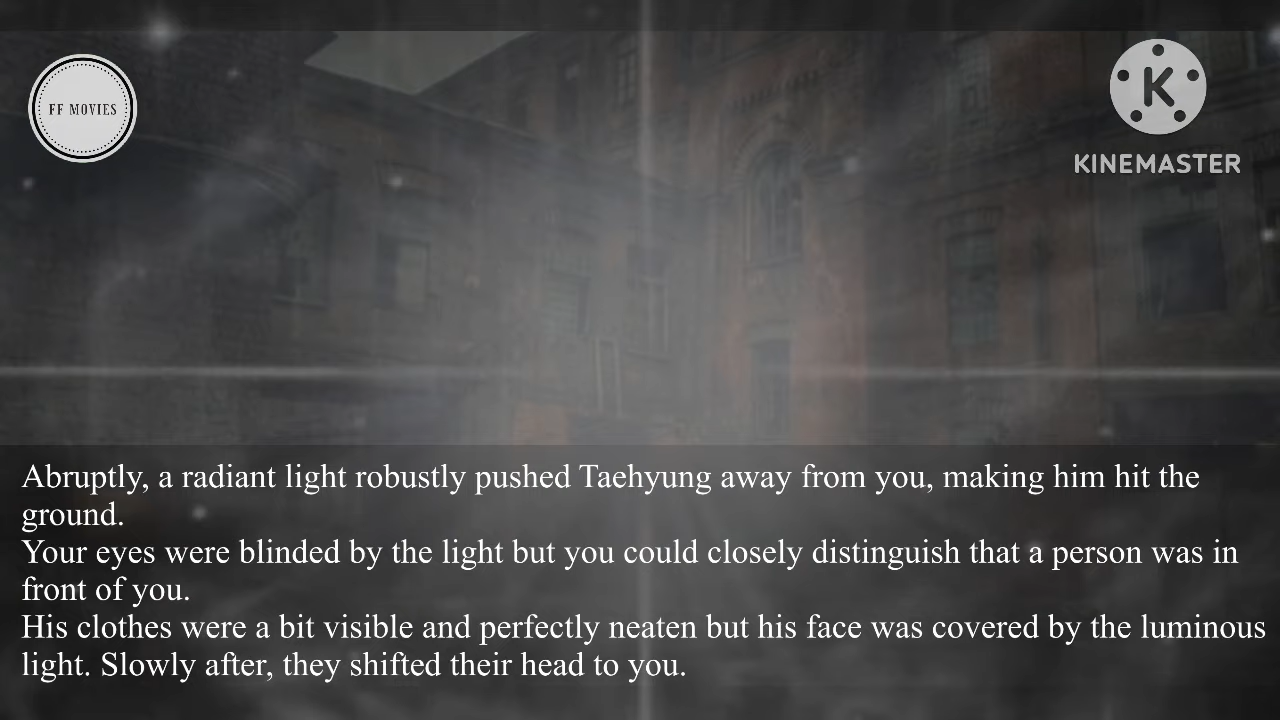 FF MOVIES
K
KINEMASTER
Abruptly, a radiant light robustly pushed Taehyung away from you, making him hit the
ground.
Your eyes were blinded by the light but you could closely distinguish that a person was in
front of you.
His clothes were a bit visible and perfectly neaten but his face was covered by the luminous
light. Slowly after, they shifted their head to you.